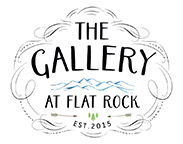 THE
GALLERY
AT FLAT ROCK
EST. 2015